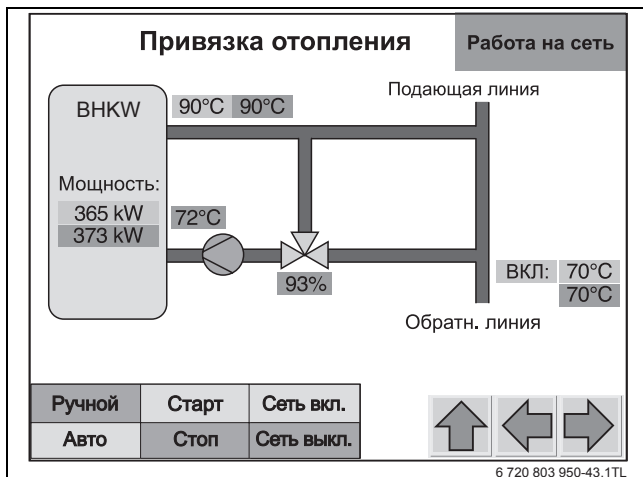 Привязка отопления
Работа на сеть
Подающая линия
BHKW
90°C 90°C
Мощность:
365 kW
373 kW
72°C
93%
ВКЛ: 70°C
70°C
Обратн. линия
Ручной Старт Сеть вкл.
Авто Стоп Сеть выкл.
6 720 803 950-43.1TL